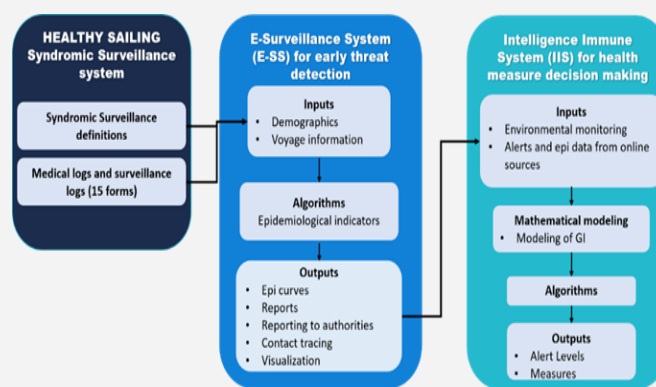 HEALTHY SAILING
Syndromic Surveillance
system
Syndromic Surveillance
definitions
Medical logs and surveillance
logs (15 forms)
E-Surveillance System
(E-SS) for early threat
detection
Inputs
• Demographics
• Voyage information
Algorithms
Epidemiological indicators
Outputs
• Epi curves
• Reports
• Reporting to authorities
• Contact tracing
• Visualization
Intelligence Immune
System (IIS) for health
measure decision making
Inputs
• Environmental monitoring
• Alerts and epi data from online
sources
Mathematical modeling
• Modeling of GI
Algorithms
Outputs
• Alert Levels
• Measures